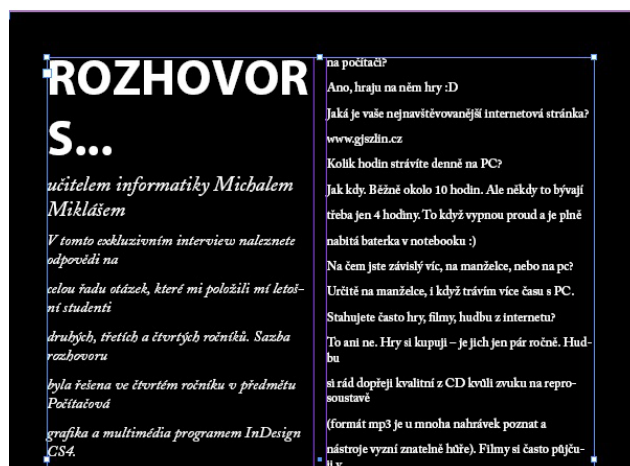 ROZHOVOR
S...
učitelem informatiky Michalem
Miklášem
V tomto exkluzivním interview naleznete
odpovědi na
celou řadu otázek, které mi položili mí letoš-
ní studenti
druhých, třetích a čtvrtých ročníků. Sazba
rozhovoru
byla řešena ve čtvrtém ročníku v předmětu
Počítačová
grafika a multimédia programem InDesign
CS4.
na počítači?
Ano, hraju na něm hry :D
Jaká je vaše nejnavštěvovanější internetová stránka?
www.gjszlin.cz
Kolik hodin strávíte denně na PC?
Jak kdy. Běžně okolo 10 hodin. Ale někdy to bývají
třeba jen 4 hodiny. To když vypnou proud a je plně
nabitá baterka v notebooku :)
Na čem jste závislý víc, na manželce, nebo na pc?
Určitě na manželce, i když trávím více času s PC.
Stahujete často hry, filmy, hudbu z internetu?
To ani ne. Hry si kupuji – je jich jen pár ročně. Hud-
bu
si rád dopřeji kvalitní z CD kvůli zvuku na repro-
soustavě
(formát mp3 je u mnoha nahrávek poznat a
nástroje vyzní znatelně hůře). Filmy si často půjču-
ji v